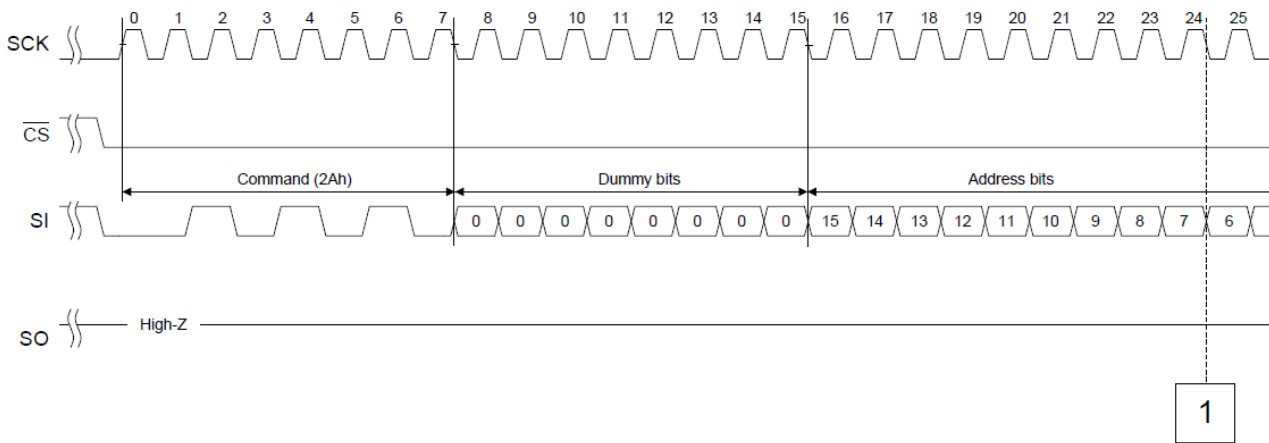 0 1 2 3 4 5 6 7 8 9 10 11 12 13 14 15 16 17 18 19 20 21 22 23 24 25
SCK
CS
Command (2Ah) Dummy bits Address bits
SI 0 0 0 0 0 0 0 0 15 14 13 12 11 10 9 8 7 6
High-Z
SO
1